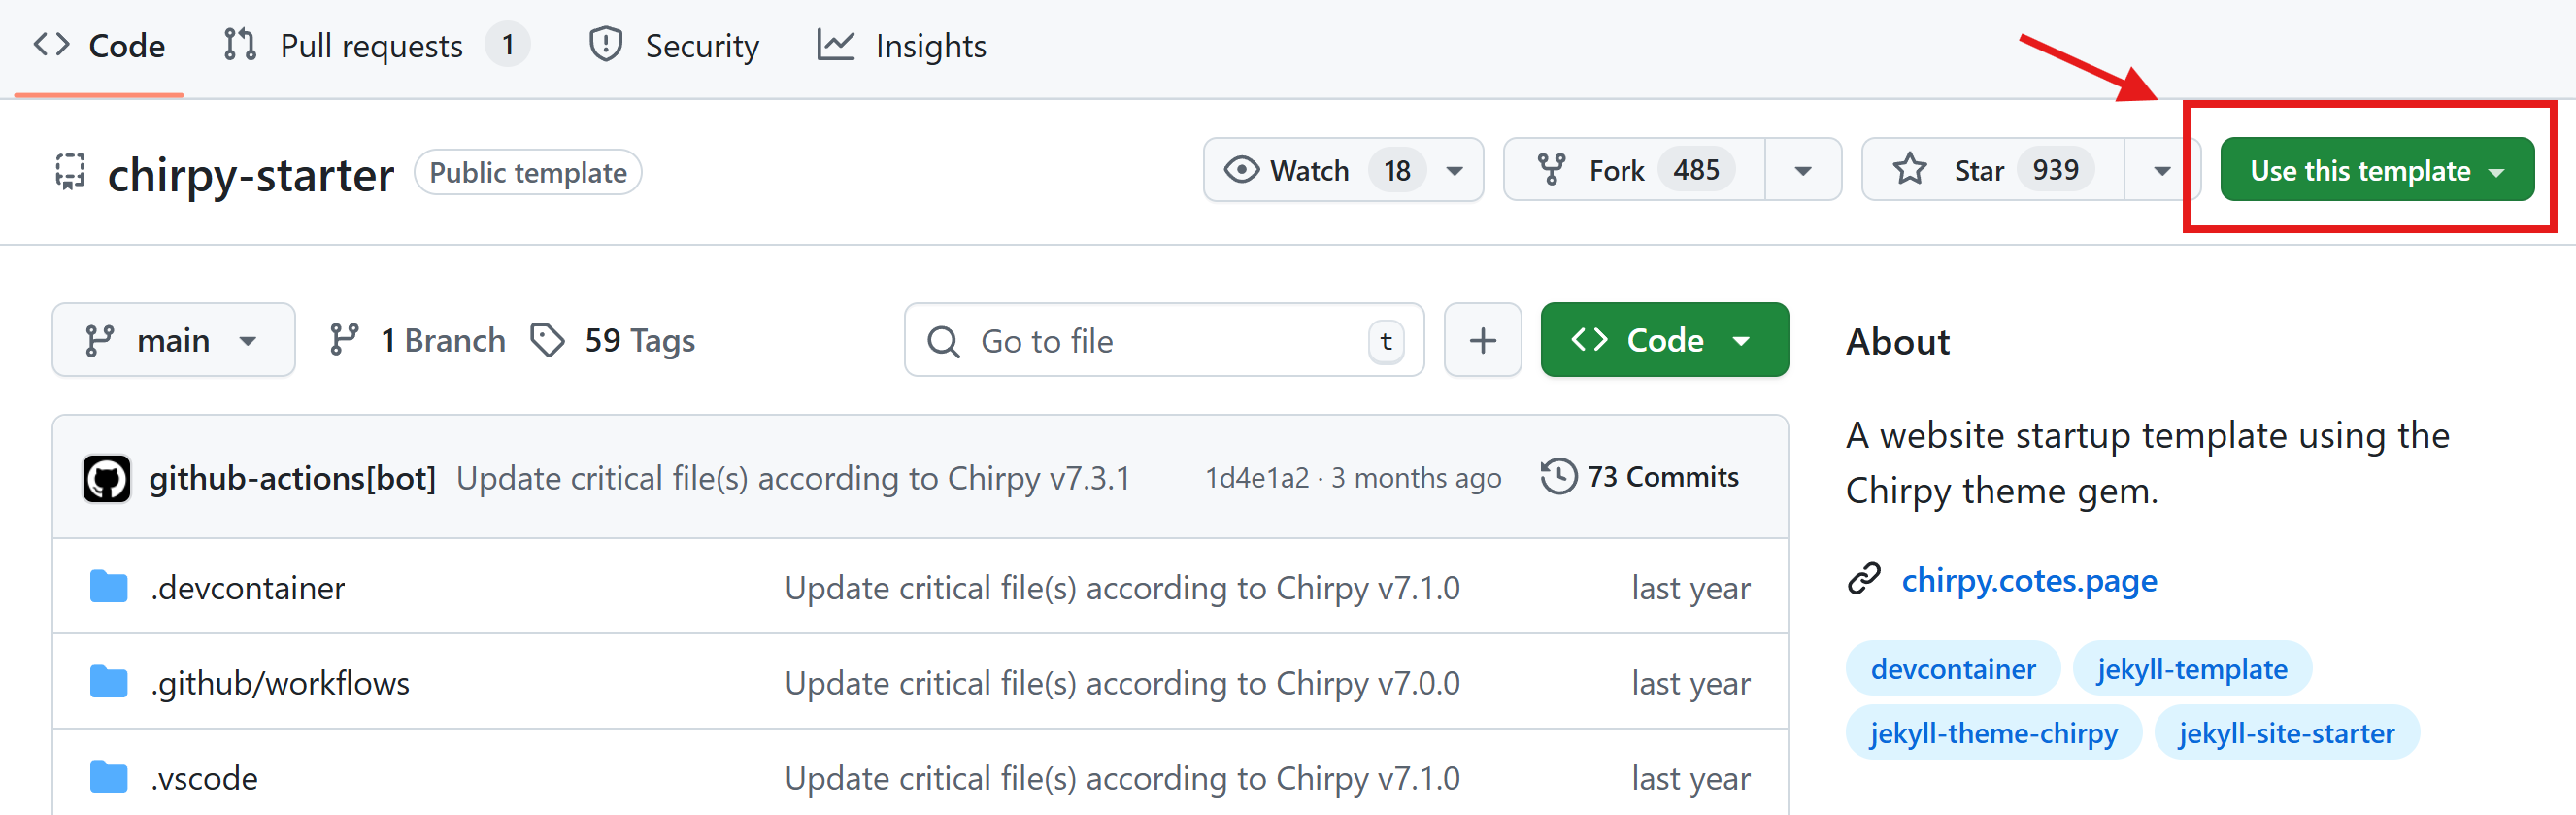 Code Pull requests 1 Security Insights
chirpy-starter Public template Watch 18 Fork 485 Star 939 Use this template
main 1 Branch 59 Tags Go to file t Code
github-actions[bot] Update critical file(s) according to Chirpy v7.3.1 1d4e1a2 · 3 months ago 73 Commits
.devcontainer Update critical file(s) according to Chirpy v7.1.0 last year
.github/workflows Update critical file(s) according to Chirpy v7.0.0 last year
.vscode Update critical file(s) according to Chirpy v7.1.0 last year
About
A website startup template using the
Chirpy theme gem.
chirpy.cotes.page
devcontainer jekyll-template
jekyll-theme-chirpy jekyll-site-starter